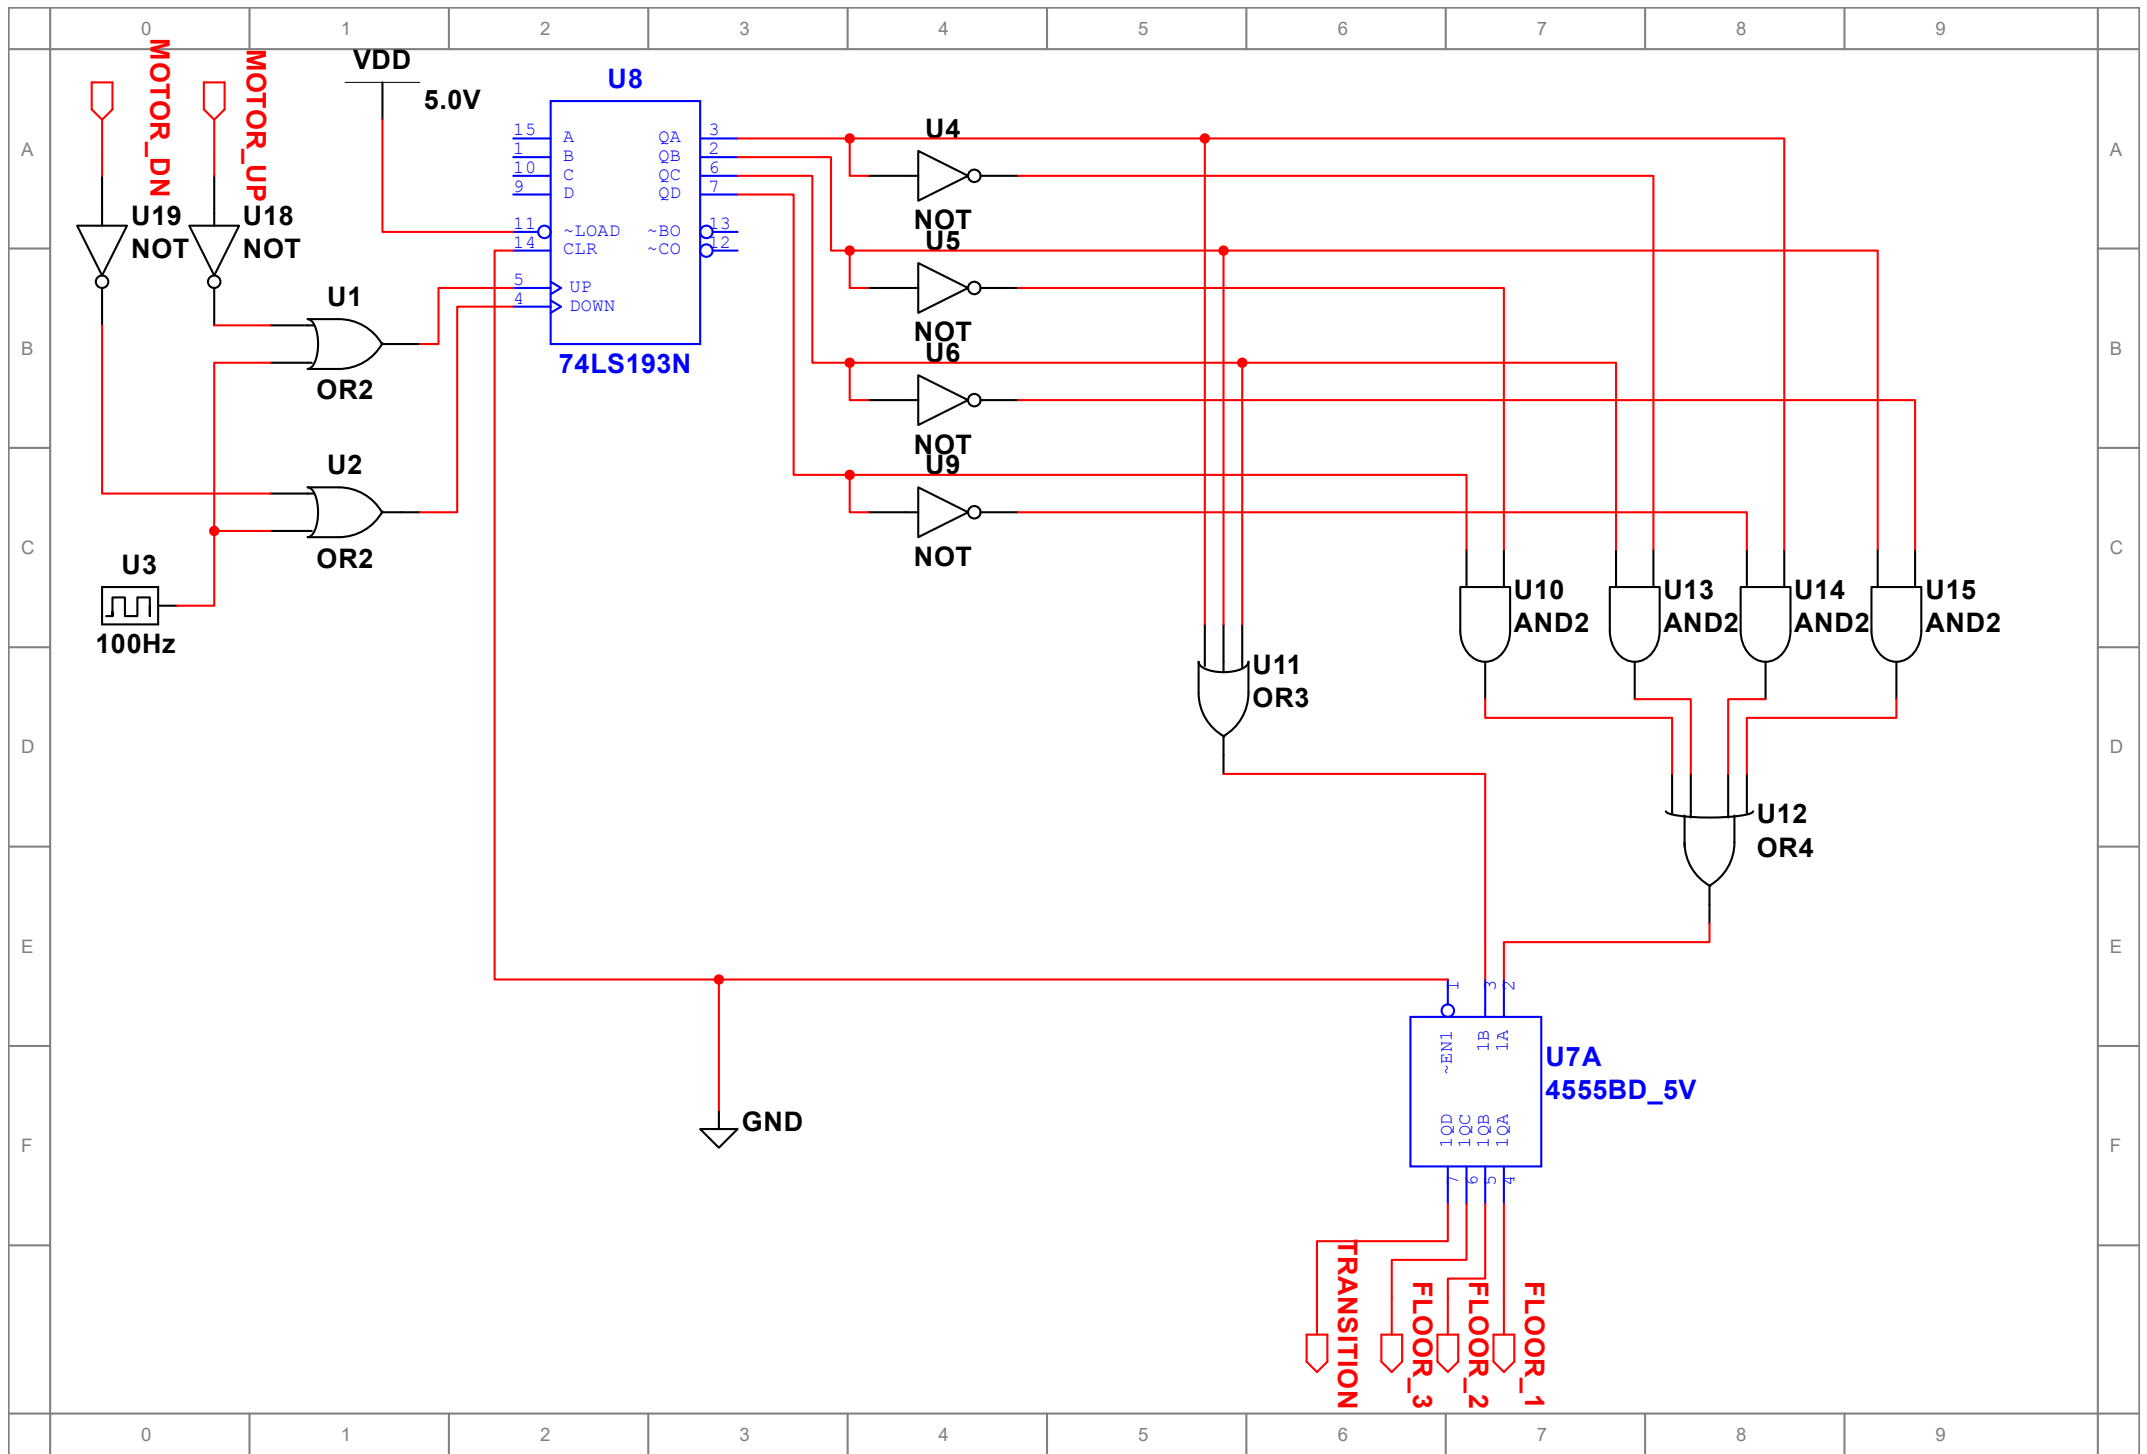 0 1 2 3 4 5 6 7 8 9
MOTOR_DN
MOTOR_UP
VDD
5.0V
U8
15 A QA 3
1 B QB 2
10 C QC 6
9 D QD 7
11 ~LOAD ~BO 13
14 CLR ~CO 12
5 UP
4 DOWN
74LS193N
A A
U4
NOT
U19
NOT
U18
NOT
U5
NOT
U1
OR2
B B
U6
NOT
U2
OR2
U9
NOT
C C
U3
100Hz
U10
AND2
U13
AND2
U14
AND2
U15
AND2
U11
OR3
D D
U12
OR4
E E
1 3 2
~EN1 1B 1A
U7A
4555BD_5V
1QD 1QC 1QB 1QA
7 6 5 4
GND
F F
TRANSITION
FLOOR_3
FLOOR_2
FLOOR_1
0 1 2 3 4 5 6 7 8 9